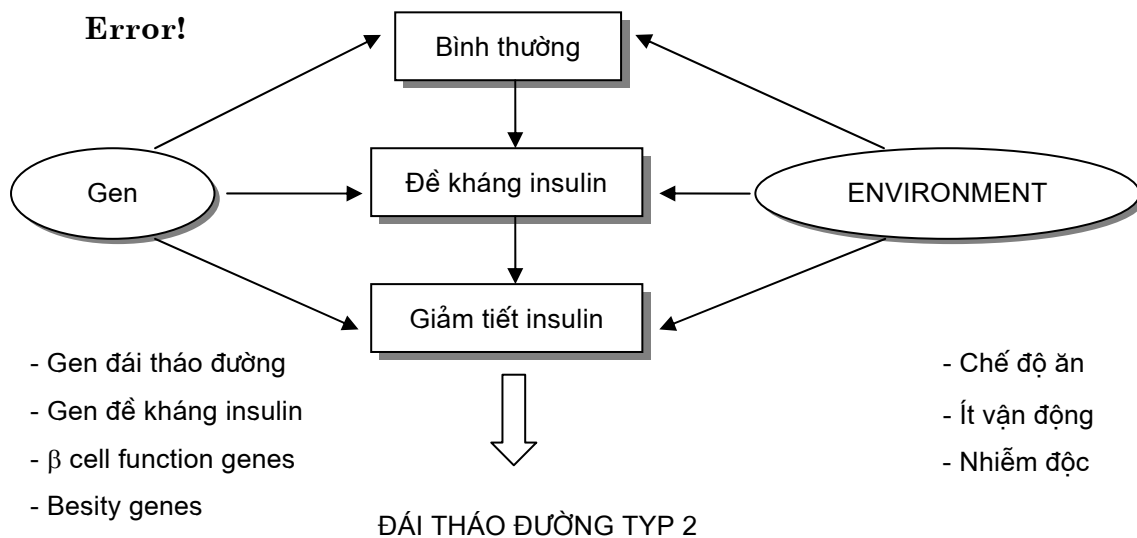 Error!
Bình thường
Gen
Đề kháng insulin
ENVIRONMENT
Giảm tiết insulin
- Gen đái tháo đường
- Gen đề kháng insulin
- β cell function genes
- Besity genes
- Chế độ ăn
- Ít vận động
- Nhiễm độc
ĐÁI THÁO ĐƯỜNG TYP 2